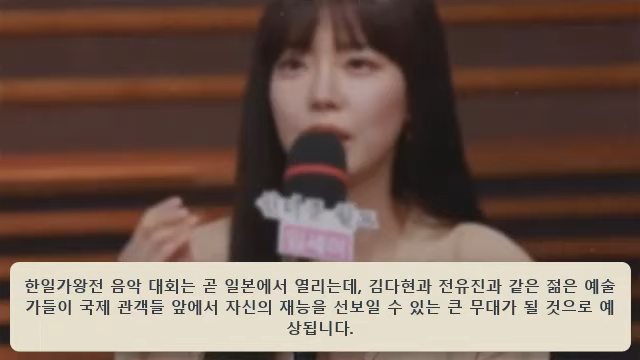 한일가왕전 음악 대회는 곧 일본에서 열리는데, 김다현과 전유진과 같은 젊은 예술
가들이 국제 관객들 앞에서 자신의 재능을 선보일 수 있는 큰 무대가 될 것으로 예
상됩니다.